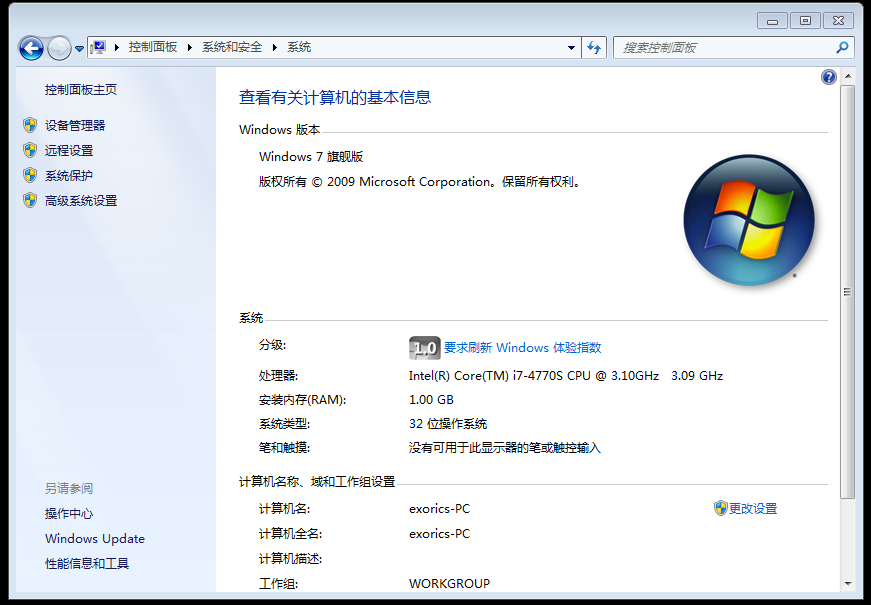 控制面板 系统和安全 系统
搜索控制面板
控制面板主页
设备管理器
远程设置
系统保护
高级系统设置
另请参阅
操作中心
Windows Update
性能信息和工具
查看有关计算机的基本信息
Windows 版本
Windows 7 旗舰版
版权所有 © 2009 Microsoft Corporation。保留所有权利。
系统
分级: 1.0 要求刷新 Windows 体验指数
处理器: Intel(R) Core(TM) i7-4770S CPU @ 3.10GHz 3.09 GHz
安装内存(RAM): 1.00 GB
系统类型: 32 位操作系统
笔和触摸: 没有可用于此显示器的笔或触控输入
计算机名称、域和工作组设置
计算机名: exorics-PC 更改设置
计算机全名: exorics-PC
计算机描述:
工作组: WORKGROUP